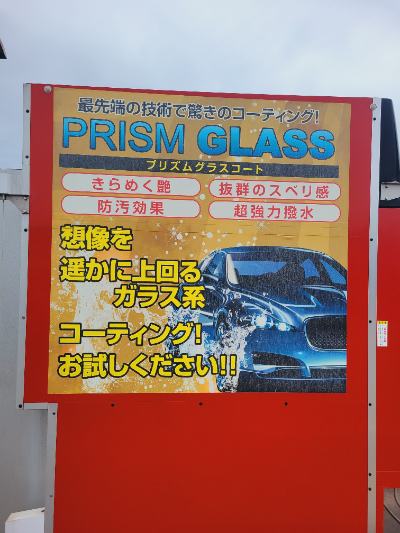 最先端の技術で驚きのコーティング!
PRISM GLASS
プリズムグラスコート
きらめく艶
抜群のスベリ感
防汚効果
超強力撥水
想像を
遥かに上回る
ガラス系
コーティング!
お試しください!!